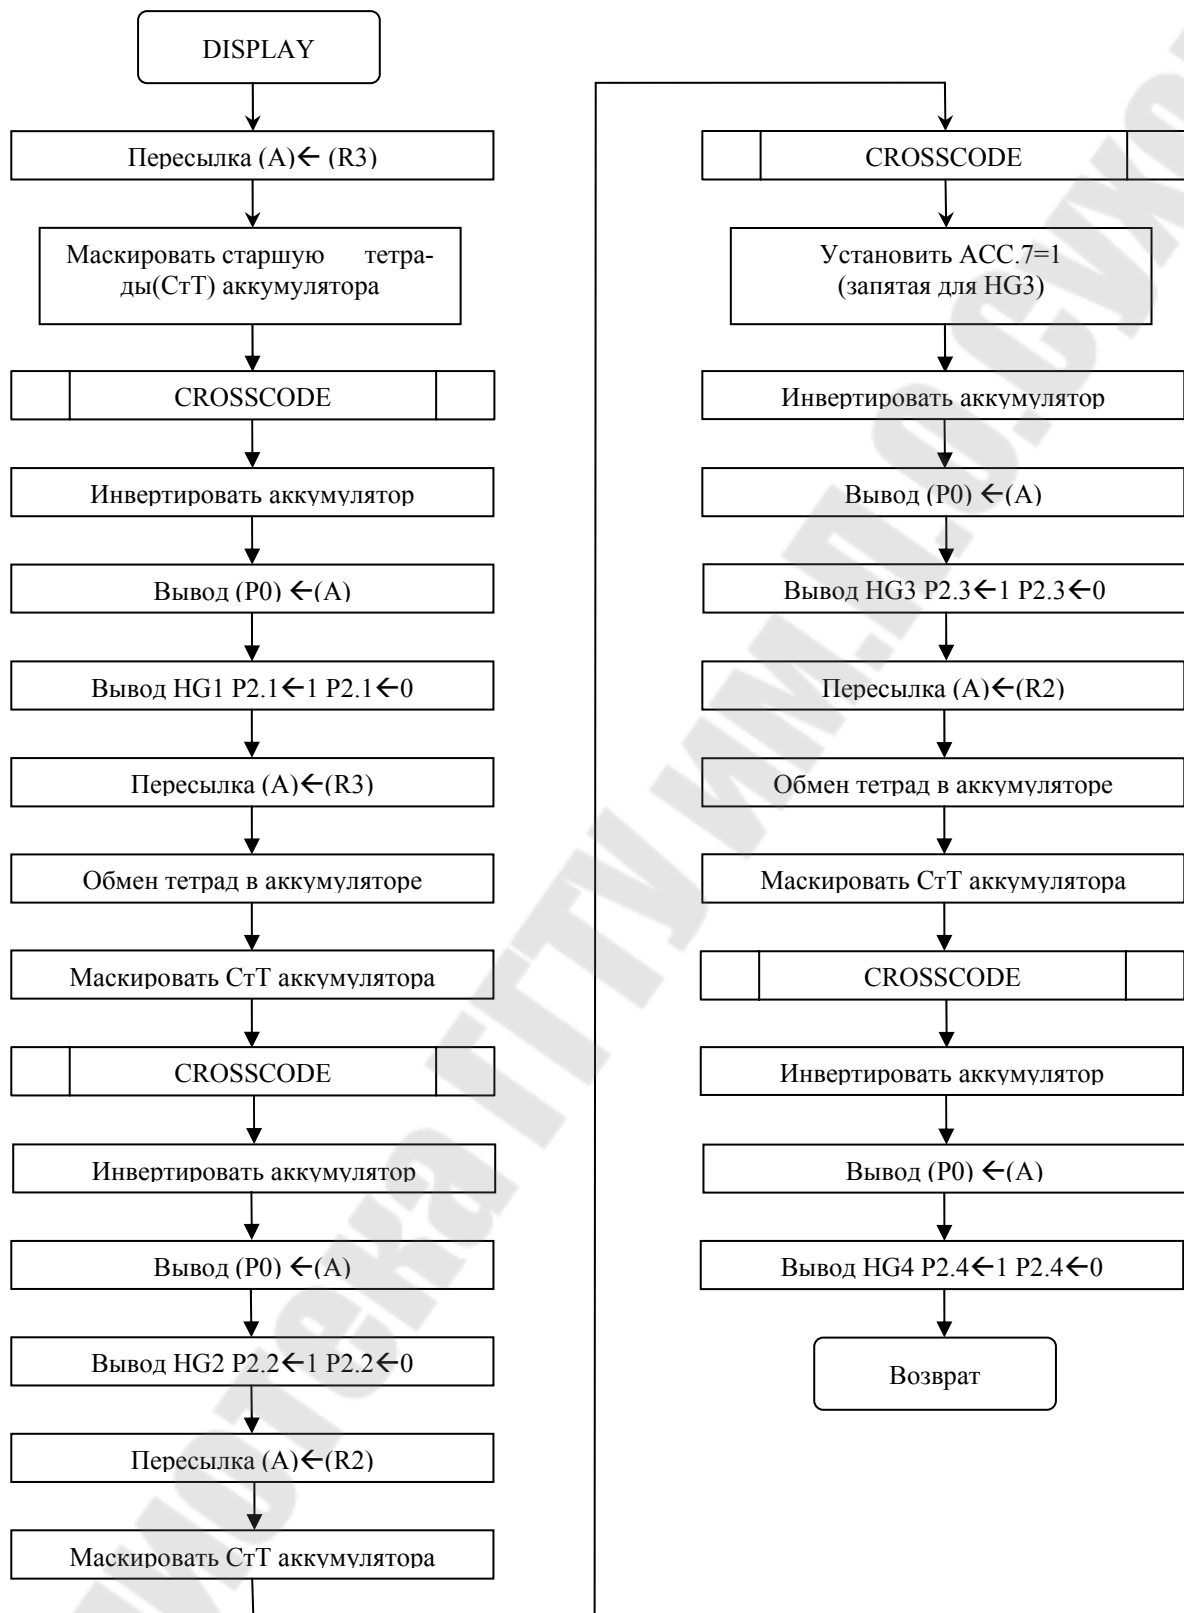 DISPLAY
Пересылка (A)← (R3)
Маскировать старшую тетра-
ды(СтТ) аккумулятора
CROSSCODE
Инвертировать аккумулятор
Вывод (P0) ←(A)
Вывод HG1 P2.1←1 P2.1←0
Пересылка (A)←(R3)
Обмен тетрад в аккумуляторе
Маскировать СтТ аккумулятора
CROSSCODE
Инвертировать аккумулятор
Вывод (P0) ←(A)
Вывод HG2 P2.2←1 P2.2←0
Пересылка (A)←(R2)
Маскировать СтТ аккумулятора
CROSSCODE
Установить ACC.7=1
(запятая для HG3)
Инвертировать аккумулятор
Вывод (P0) ←(A)
Вывод HG3 P2.3←1 P2.3←0
Пересылка (A)←(R2)
Обмен тетрад в аккумуляторе
Маскировать СтТ аккумулятора
CROSSCODE
Инвертировать аккумулятор
Вывод (P0) ←(A)
Вывод HG4 P2.4←1 P2.4←0
Возврат
ГГТУ им.П.О.